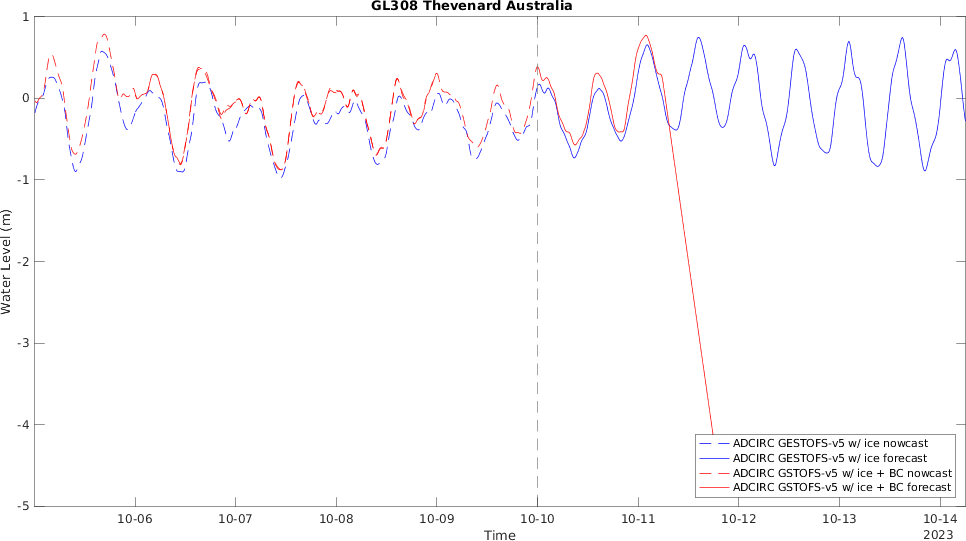 GL308 Thevenard Australia
1
0
-1
-2
-3
-4
-5
Water Level (m)
ADCIRC GESTOFS-v5 w/ ice nowcast
ADCIRC GESTOFS-v5 w/ ice forecast
ADCIRC GSTOFS-v5 w/ ice + BC nowcast
ADCIRC GSTOFS-v5 w/ ice + BC forecast
10-06 10-07 10-08 10-09 10-10 10-11 10-12 10-13 10-14
2023
Time